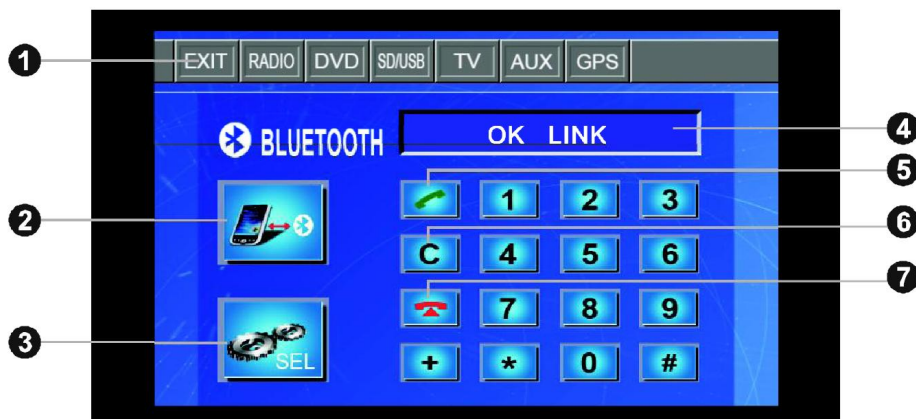 EXIT RADIO DVD SD/USB TV AUX GPS
1
BLUETOOTH
OK LINK
4
5
1 2 3
2
6
C 4 5 6
7
7 8 9
3
SEL
+ * 0 #